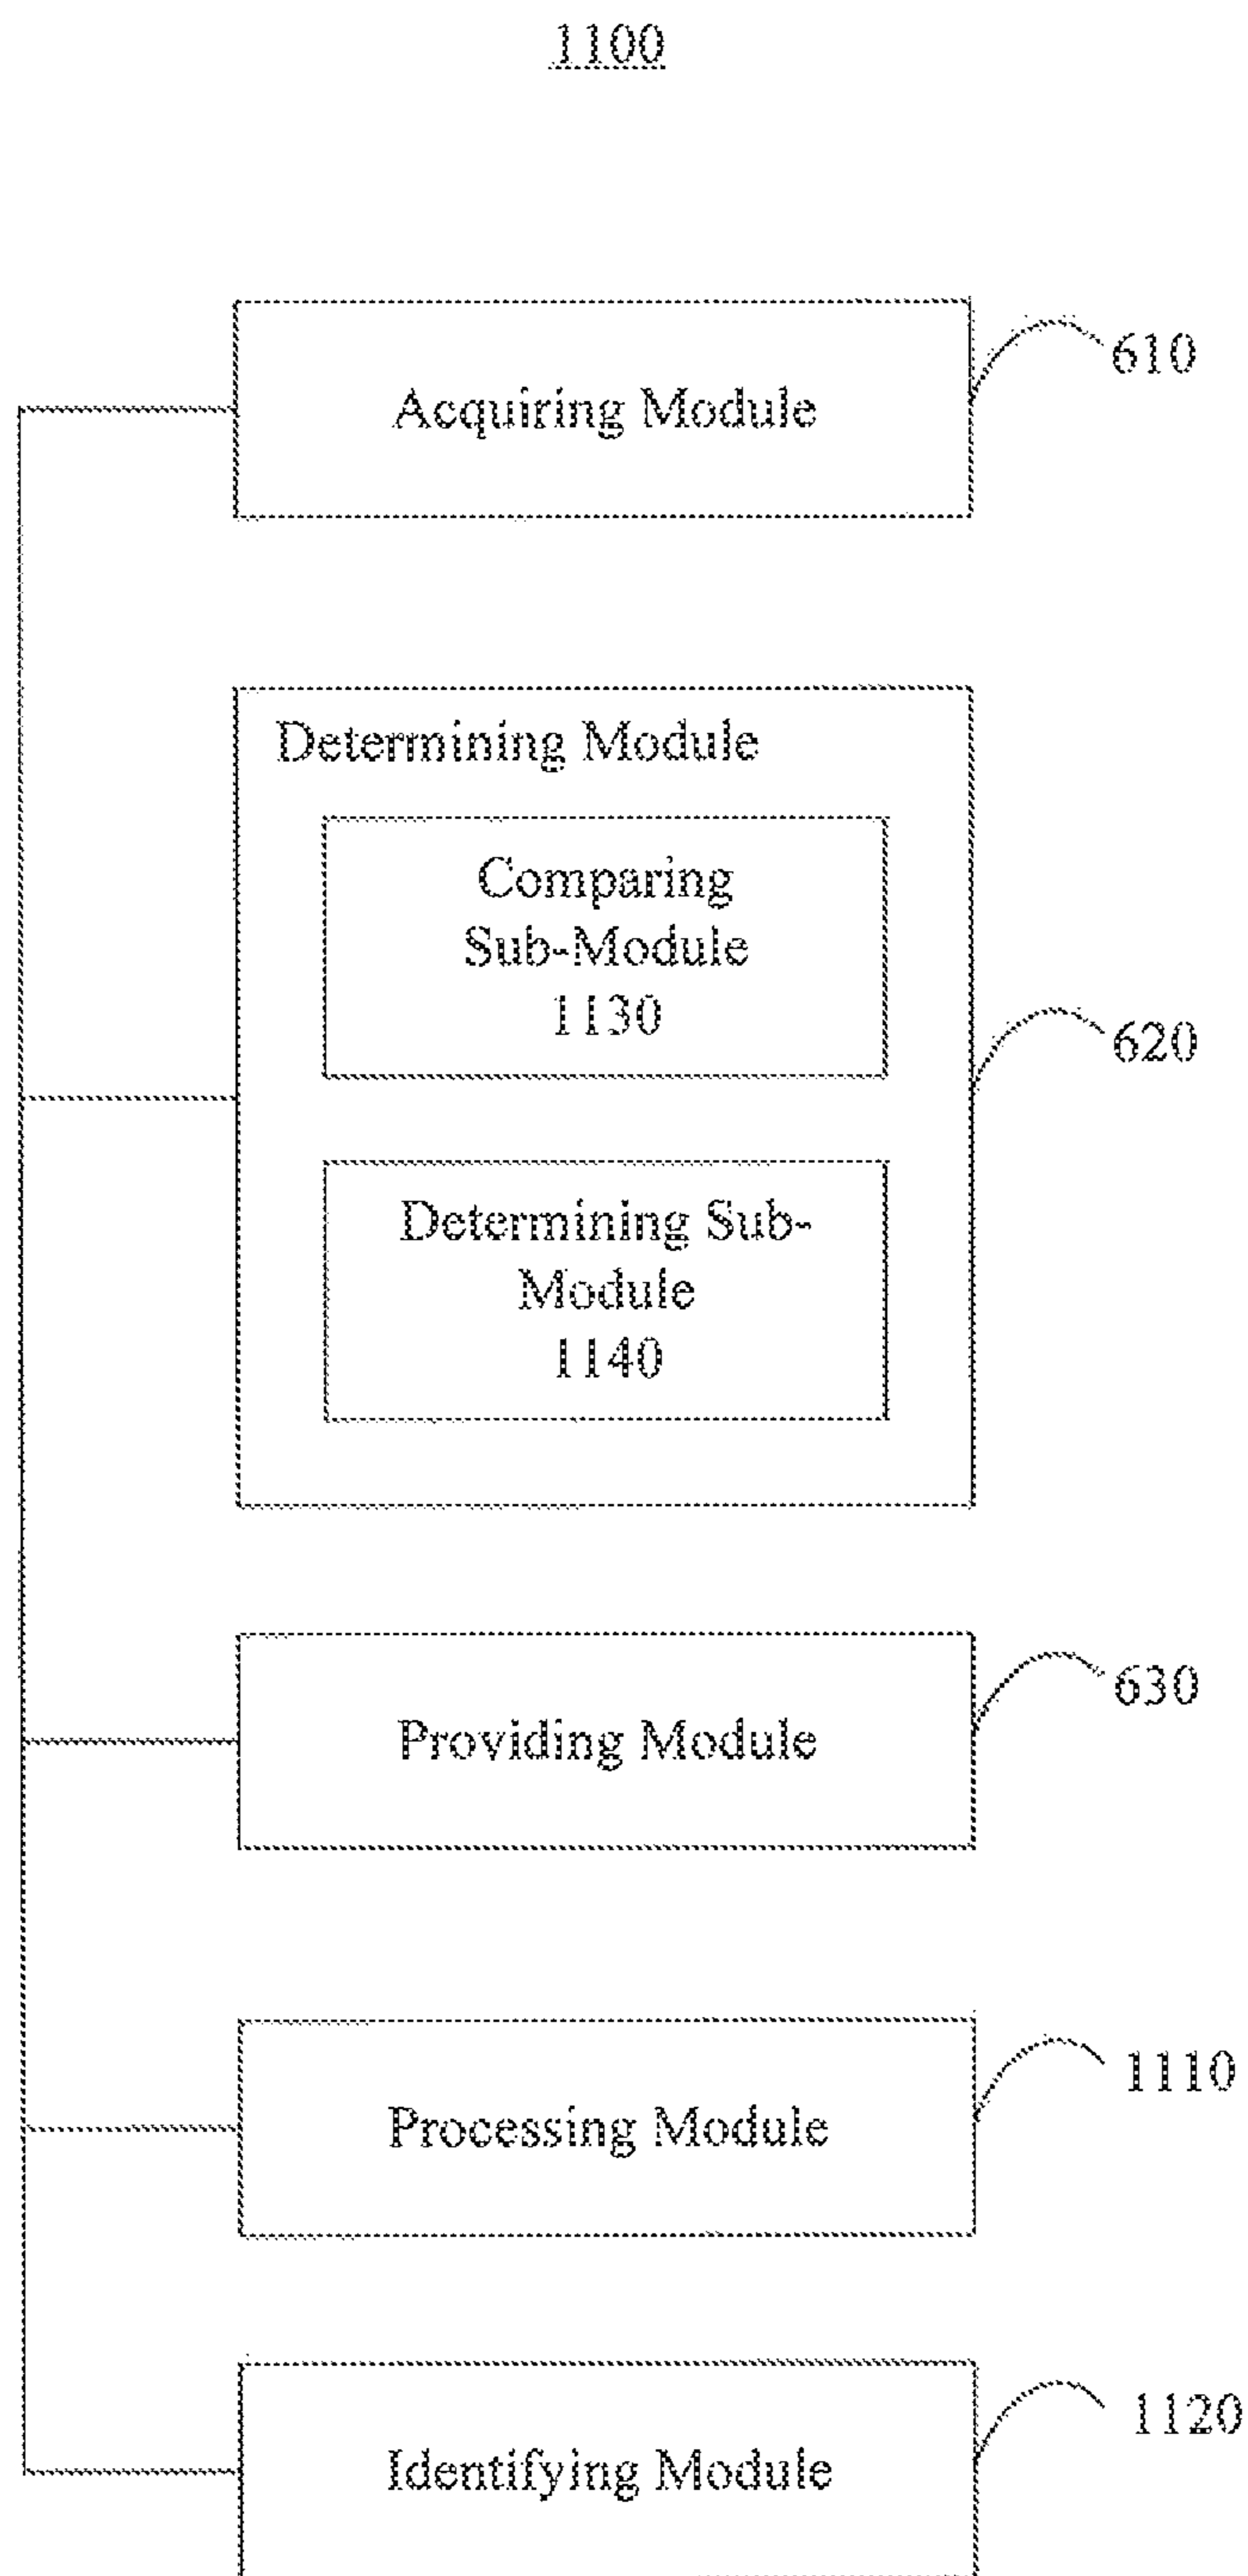 1100
Acquiring Module
610
Determining Module
Comparing
Sub-Module
1130
620
Determining Sub-
Module
1140
Providing Module
630
Processing Module
1110
Identifying Module
1120